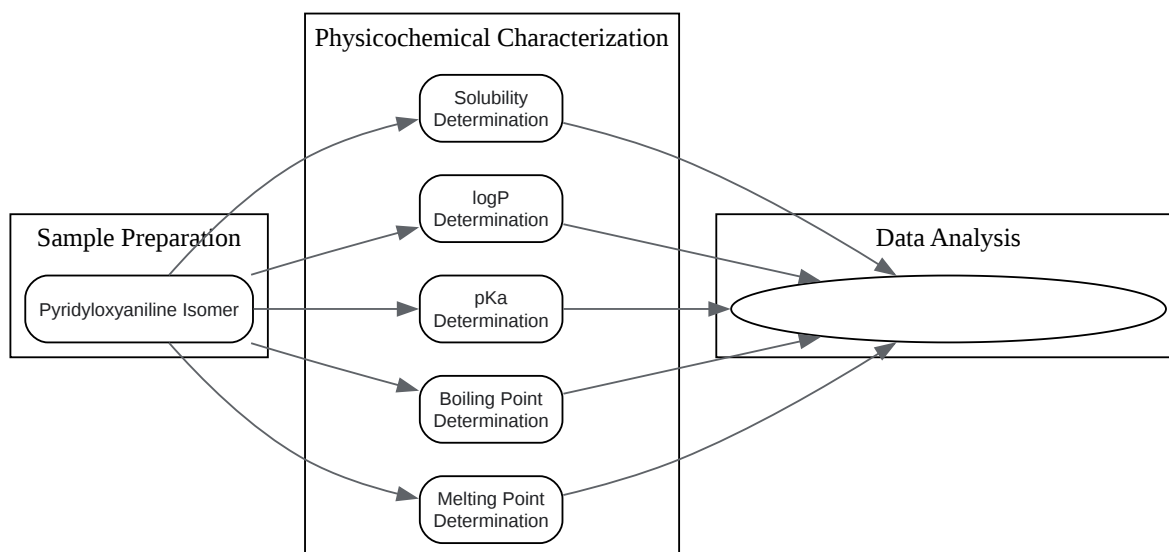 Physicochemical Characterization
Solubility
Determination
logP
Determination
Sample Preparation
Data Analysis
Pyridyloxyaniline Isomer
pKa
Determination
Boiling Point
Determination
Melting Point
Determination